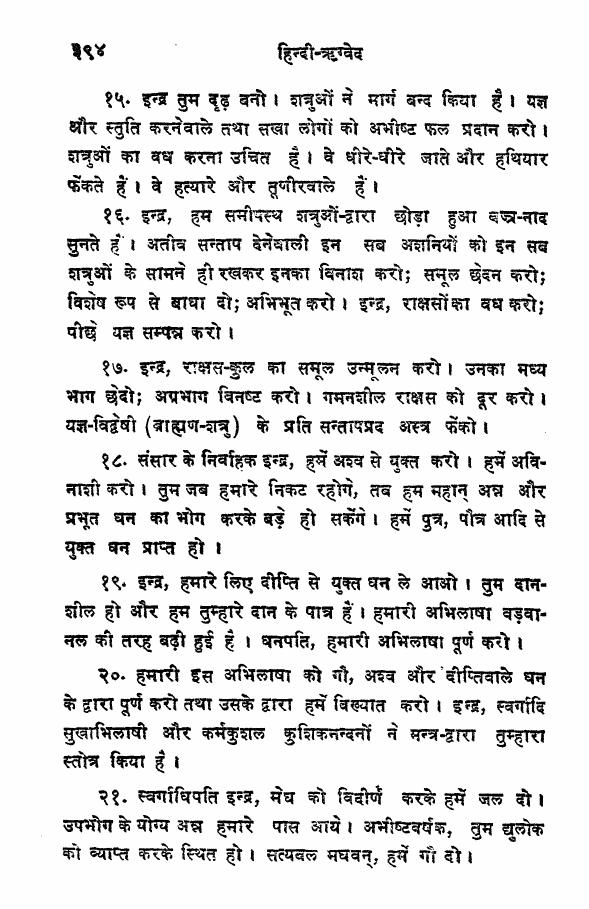 ३९४ हिन्दी-ऋग्वेद
१५. इन्द्र तुम दृढ़ बनो। शत्रुओं ने मार्ग बन्द किया है। यज्ञ
और स्तुति करनेवाले तथा सखा लोगों को अभीष्ट फल प्रदान करो।
शत्रुओं का वध करना उचित है। वे धीरे-धीरे जाते और हथियार
फेंकते हैं। वे हत्यारे और तूणीरवाले हैं।
१६. इन्द्र, हम समीपस्थ शत्रुओं-द्वारा छोड़ा हुआ वज्र-नाद
सुनते हैं। अतीव सन्ताप देनेवाली इन सब अशनियों को इन सब
शत्रुओं के सामने ही रखकर इनका विनाश करो; समूल छेदन करो;
विशेष रूप से बाधा दो; अभिभूत करो। इन्द्र, राक्षसों का वध करो;
पीछे यज्ञ सम्पन्न करो।
१७. इन्द्र, राक्षस-कुल का समूल उन्मूलन करो। उनका मध्य
भाग छेदो; अग्रभाग विनष्ट करो। गमनशील राक्षस को दूर करो।
यज्ञ-विद्वेषी (ब्राह्मण-शत्रु) के प्रति सन्तापप्रद अस्त्र फेंको।
१८. संसार के निर्वाहक इन्द्र, हमें अश्व से युक्त करो। हमें अवि-
नाशी करो। तुम जब हमारे निकट रहोगे, तब हम महान् अन्न और
प्रभूत धन का भोग करके बड़े हो सकेंगे। हमें पुत्र, पौत्र आदि से
युक्त धन प्राप्त हो।
१९. इन्द्र, हमारे लिए दीप्ति से युक्त धन ले आओ। तुम दान-
शील हो और हम तुम्हारे दान के पात्र हैं। हमारी अभिलाषा वड़वा-
नल की तरह बढ़ी हुई है। धनपति, हमारी अभिलाषा पूर्ण करो।
२०. हमारी इस अभिलाषा को गौ, अश्व और दीप्तिवाले धन
के द्वारा पूर्ण करो तथा उसके द्वारा हमें विख्यात करो। इन्द्र, स्वर्गादि
सुखाभिलाषी और कर्मकुशल कुशिकनन्दनों ने मन्त्र-द्वारा तुम्हारा
स्तोत्र किया है।
२१. स्वर्गाधिपति इन्द्र, मेघ को विदीर्ण करके हमें जल दो।
उपभोग के योग्य अन्न हमारे पास आये। अभीष्टवर्षक, तुम द्युलोक
को व्याप्त करके स्थित हो। सत्यबल मघवन्, हमें गौ दो।